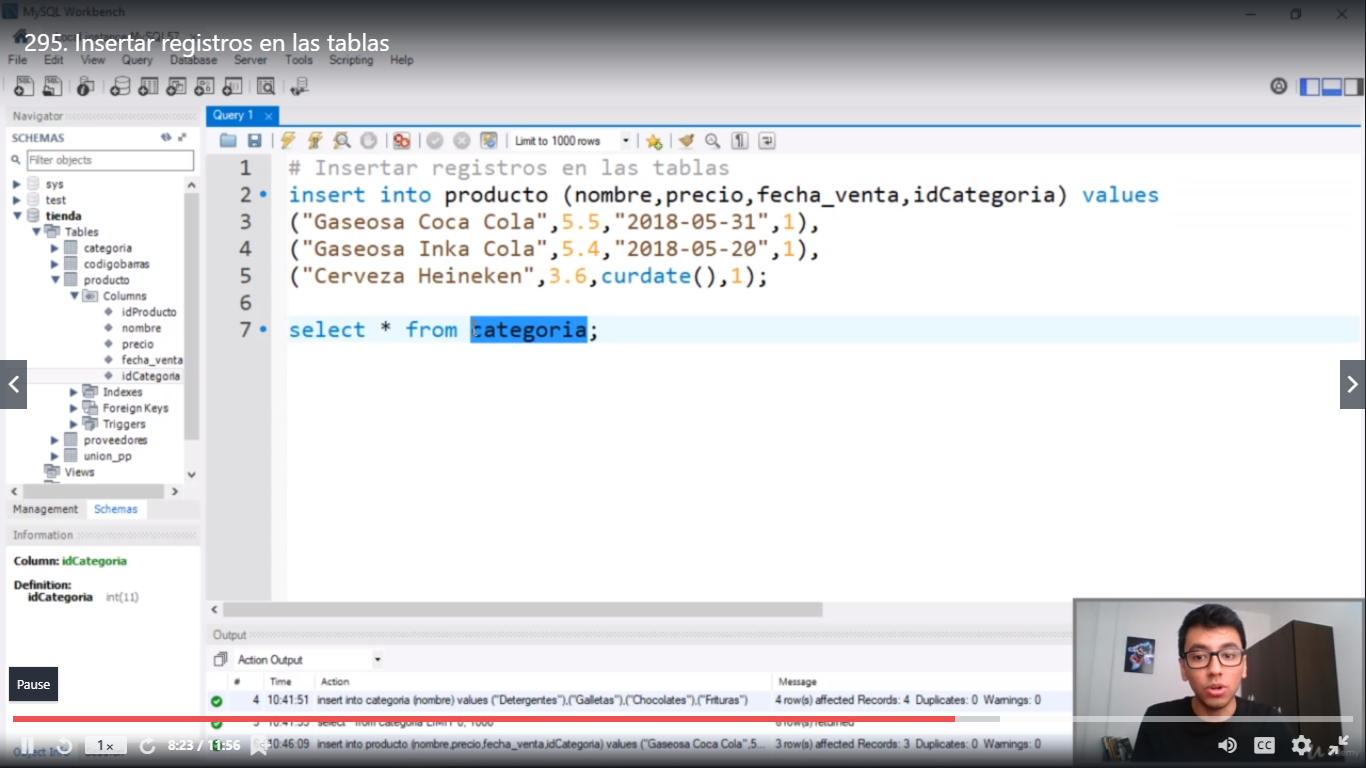 MySQL Workbench
295. Insertar registros en las tablas
File Edit View Query Database Server Tools Scripting Help
Navigator
SCHEMAS
Filter objects
sys
test
tienda
Tables
categoria
codigobarras
producto
Columns
idProducto
nombre
precio
fecha_venta
idCategoria
Indexes
Foreign Keys
Triggers
proveedores
union_pp
Views
Management Schemas
Information
Column: idCategoria
Definition:
idCategoria int(11)
Query 1
Limit to 1000 rows
1 # Insertar registros en las tablas
2 insert into producto (nombre,precio,fecha_venta,idCategoria) values
3 ("Gaseosa Coca Cola",5.5,"2018-05-31",1),
4 ("Gaseosa Inka Cola",5.4,"2018-05-20",1),
5 ("Cerveza Heineken",3.6,curdate(),1);
6
7 select * from categoria;
Output
Action Output
# Time Action Message
4 10:41:51 insert into categoria (nombre) values ("Detergentes"),("Galletas"),("Chocolates"),("Frituras") 4 row(s) affected Records: 4 Duplicates: 0 Warnings: 0
5 10:41:55 select * from categoria LIMIT 0, 1000 6 row(s) returned
10:46:09 insert into producto (nombre,precio,fecha_venta,idCategoria) values ("Gaseosa Coca Cola",5... 3 row(s) affected Records: 3 Duplicates: 0 Warnings: 0
Pause
1× 8:23 / 11:56
CC